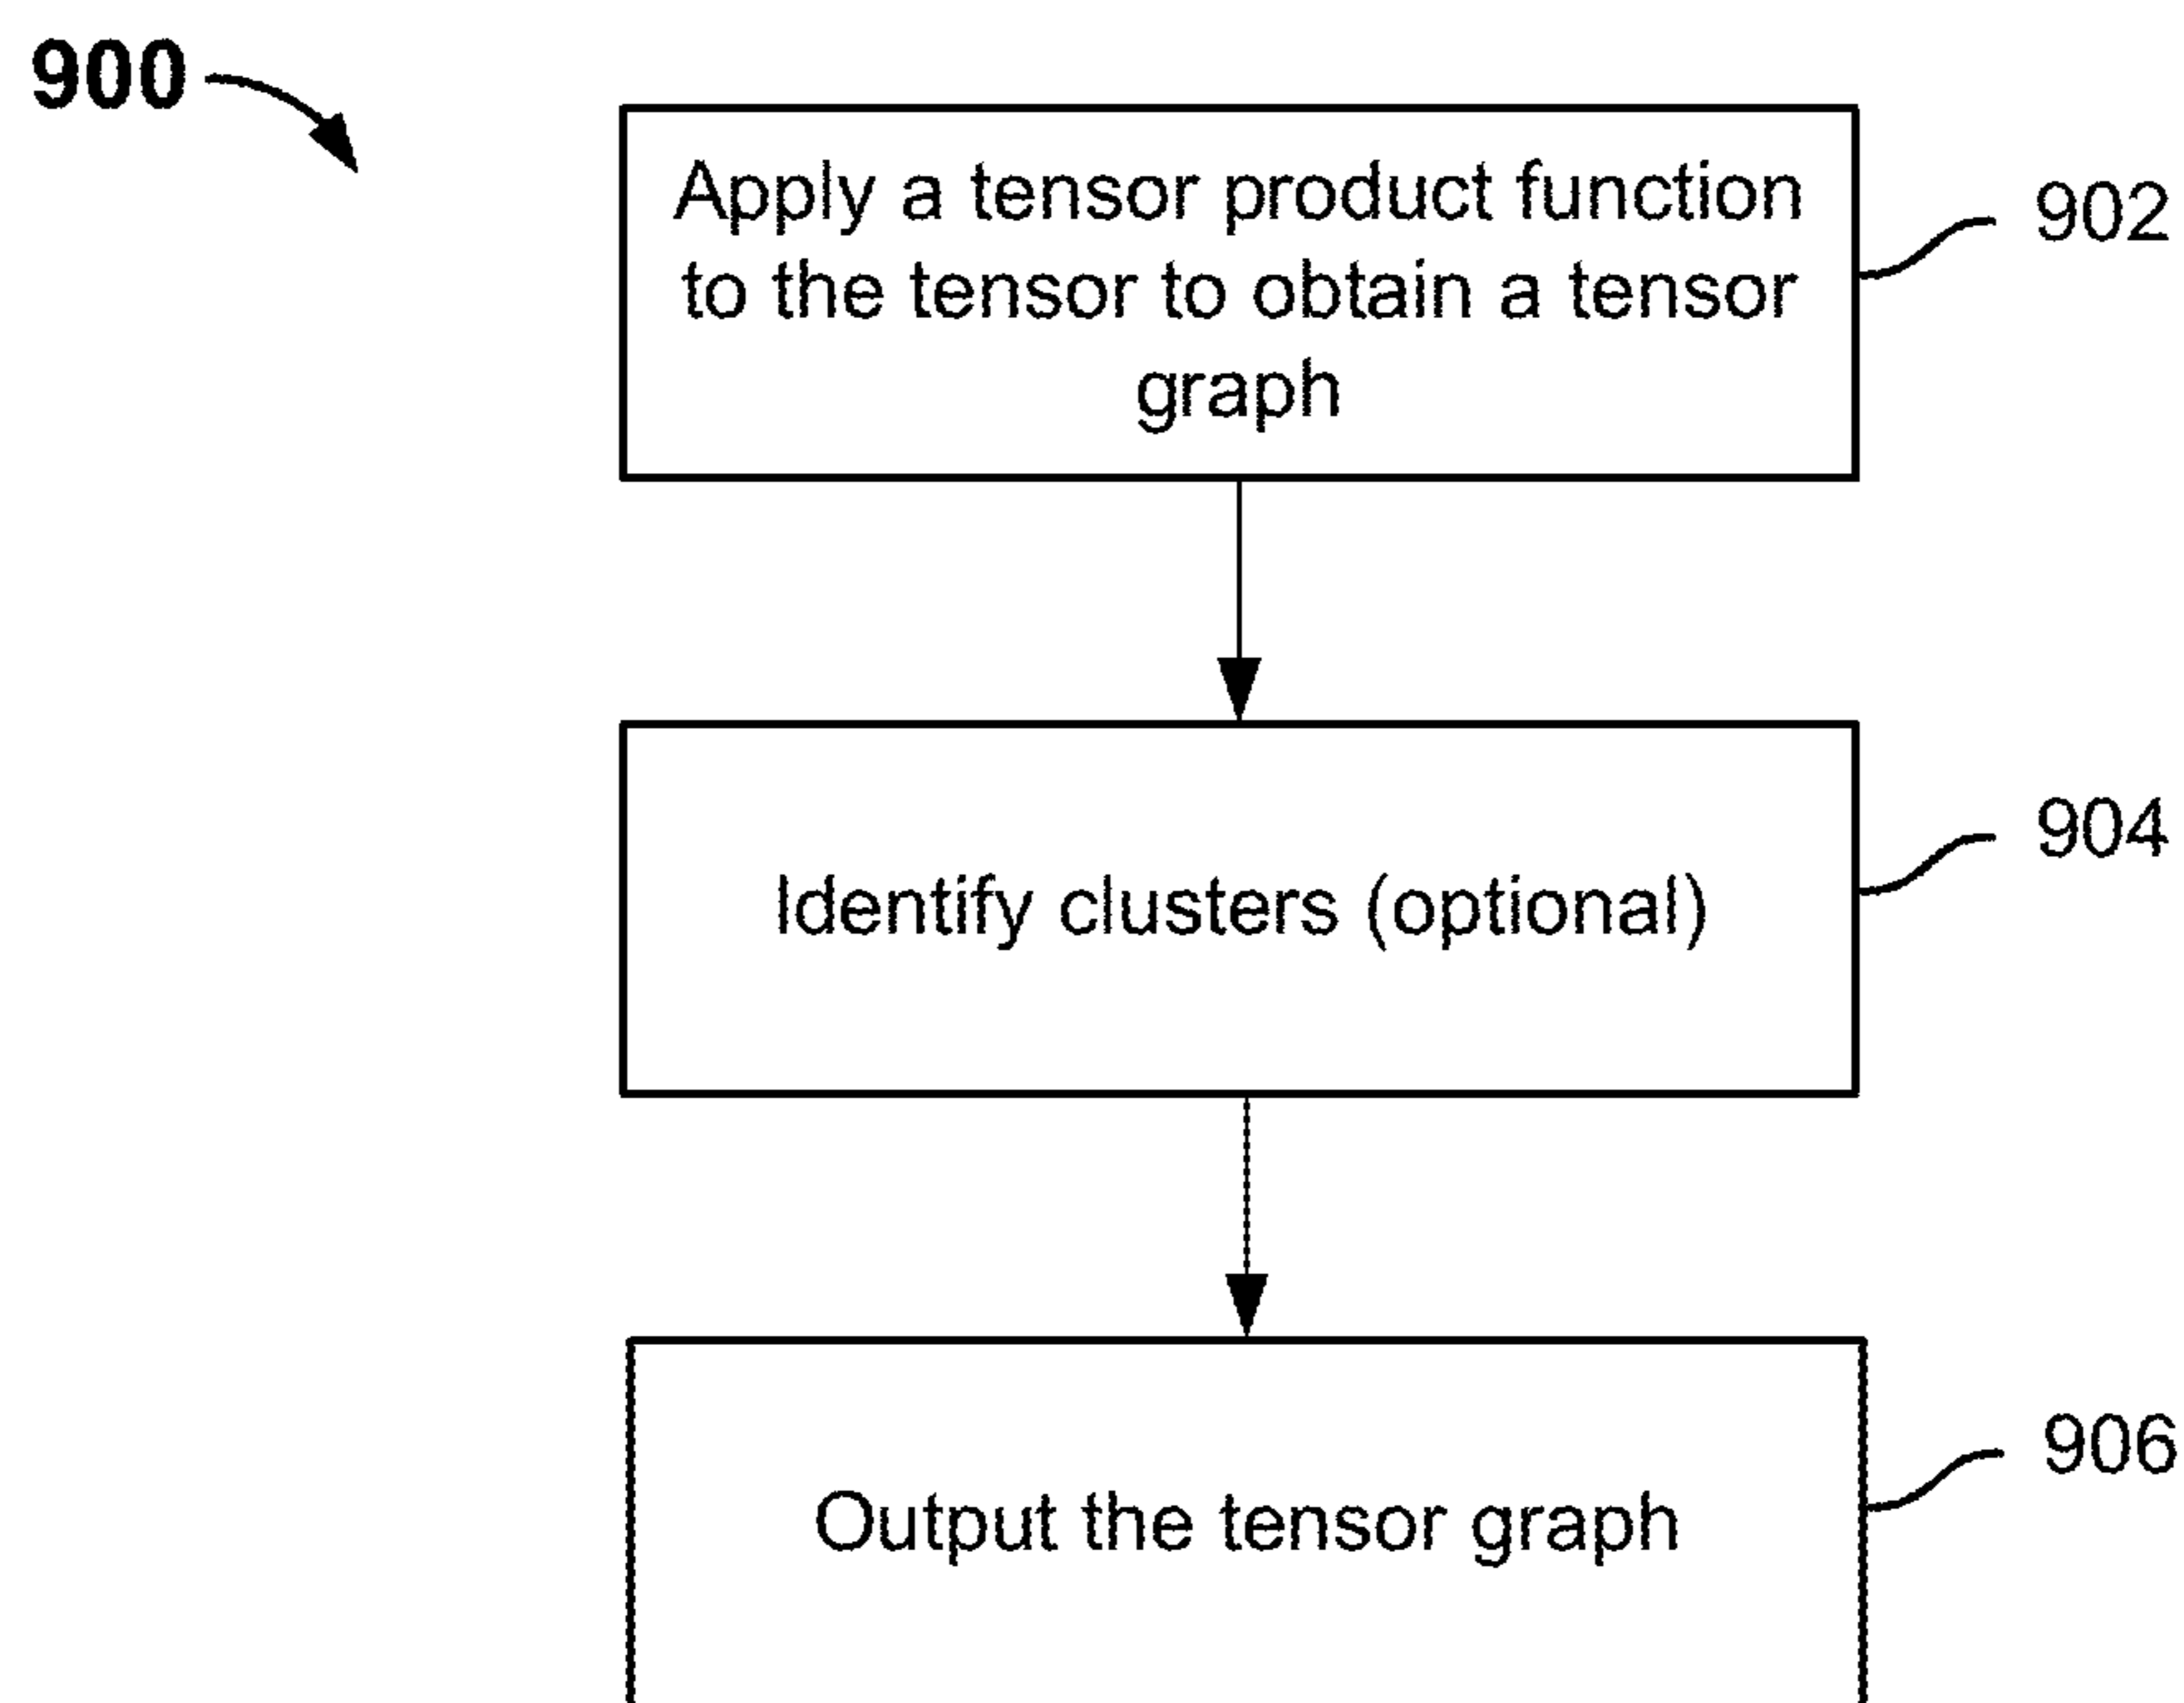 900
Apply a tensor product function
to the tensor to obtain a tensor
graph
902
Identify clusters (optional)
904
Output the tensor graph
906